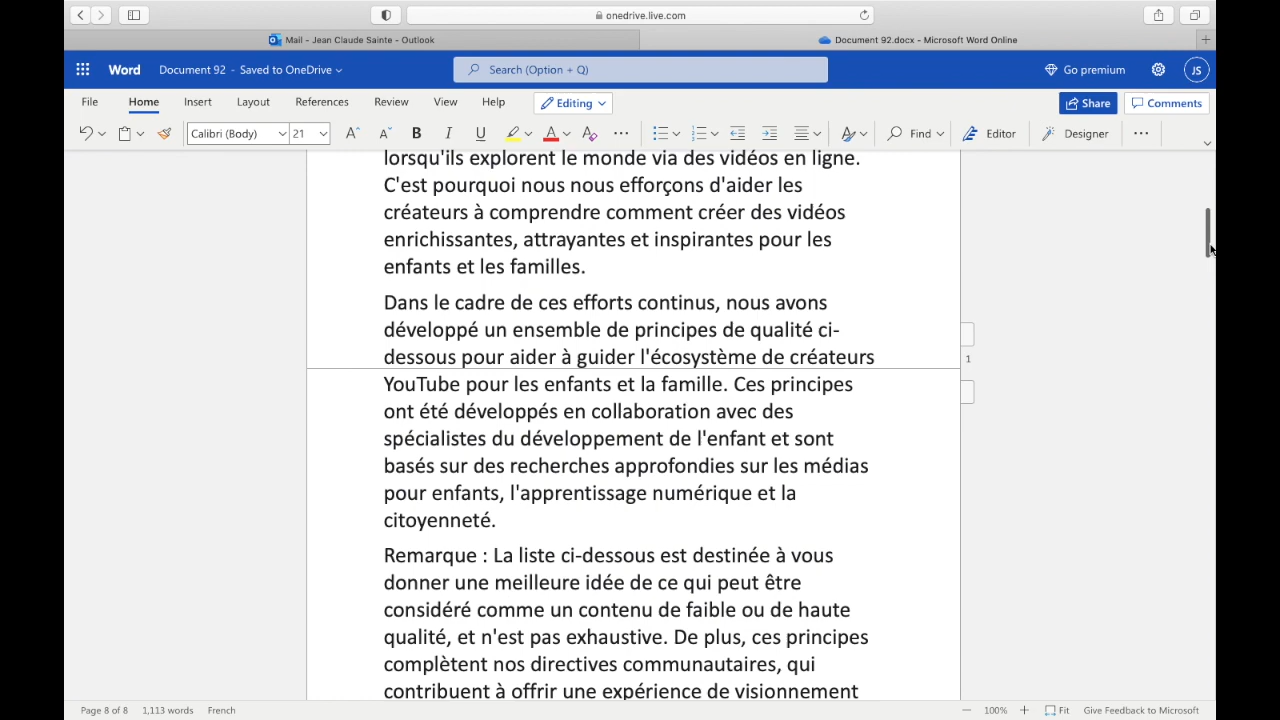 onedrive.live.com
Mail - Jean Claude Sainte - Outlook
Document 92.docx - Microsoft Word Online
Word
Document 92 - Saved to OneDrive
Search (Option + Q)
Go premium
JS
File
Home
Insert
Layout
References
Review
View
Help
Editing
Share
Comments
Calibri (Body)
21
A
A
B
I
U
A
A
Find
Editor
Designer
lorsqu'ils explorent le monde via des vidéos en ligne.
C'est pourquoi nous nous efforçons d'aider les
créateurs à comprendre comment créer des vidéos
enrichissantes, attrayantes et inspirantes pour les
enfants et les familles.
Dans le cadre de ces efforts continus, nous avons
développé un ensemble de principes de qualité ci-
dessous pour aider à guider l'écosystème de créateurs
1
YouTube pour les enfants et la famille. Ces principes
ont été développés en collaboration avec des
spécialistes du développement de l'enfant et sont
basés sur des recherches approfondies sur les médias
pour enfants, l'apprentissage numérique et la
citoyenneté.
Remarque : La liste ci-dessous est destinée à vous
donner une meilleure idée de ce qui peut être
considéré comme un contenu de faible ou de haute
qualité, et n'est pas exhaustive. De plus, ces principes
complètent nos directives communautaires, qui
contribuent à offrir une expérience de visionnement
Page 8 of 8
1,113 words
French
100%
Fit
Give Feedback to Microsoft